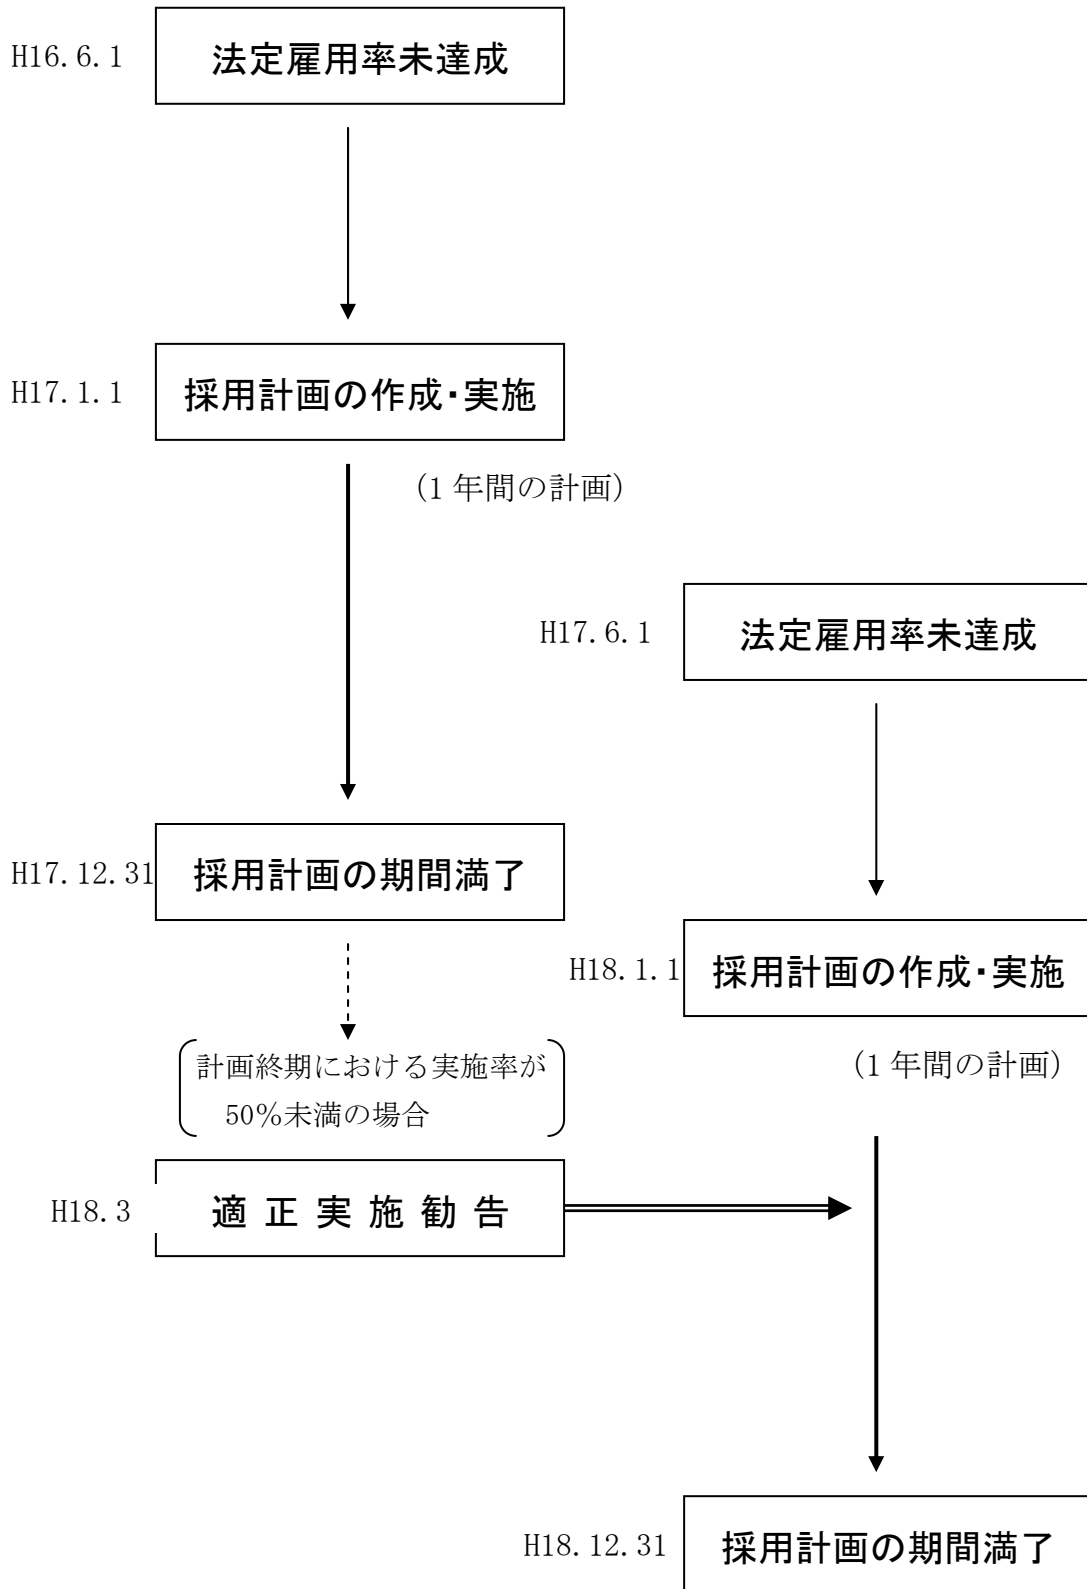 H16.6.1
法定雇用率未達成
H17.1.1
採用計画の作成・実施
(1年間の計画)
H17.6.1
法定雇用率未達成
H17.12.31
採用計画の期間満了
H18.1.1
採用計画の作成・実施
(1年間の計画)
計画終期における実施率が
50%未満の場合
H18.3
適正実施勧告
H18.12.31
採用計画の期間満了